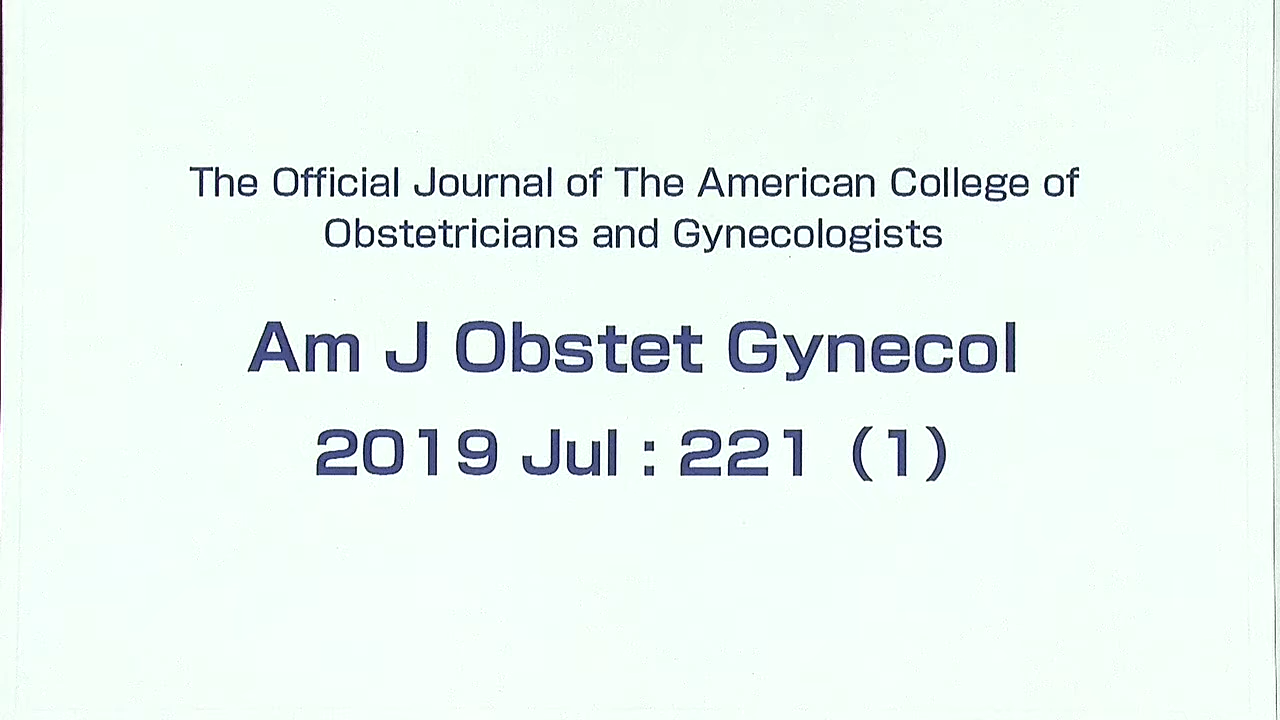 The Official Journal of The American College of
Obstetricians and Gynecologists
Am J Obstet Gynecol
2019 Jul : 221 (1)